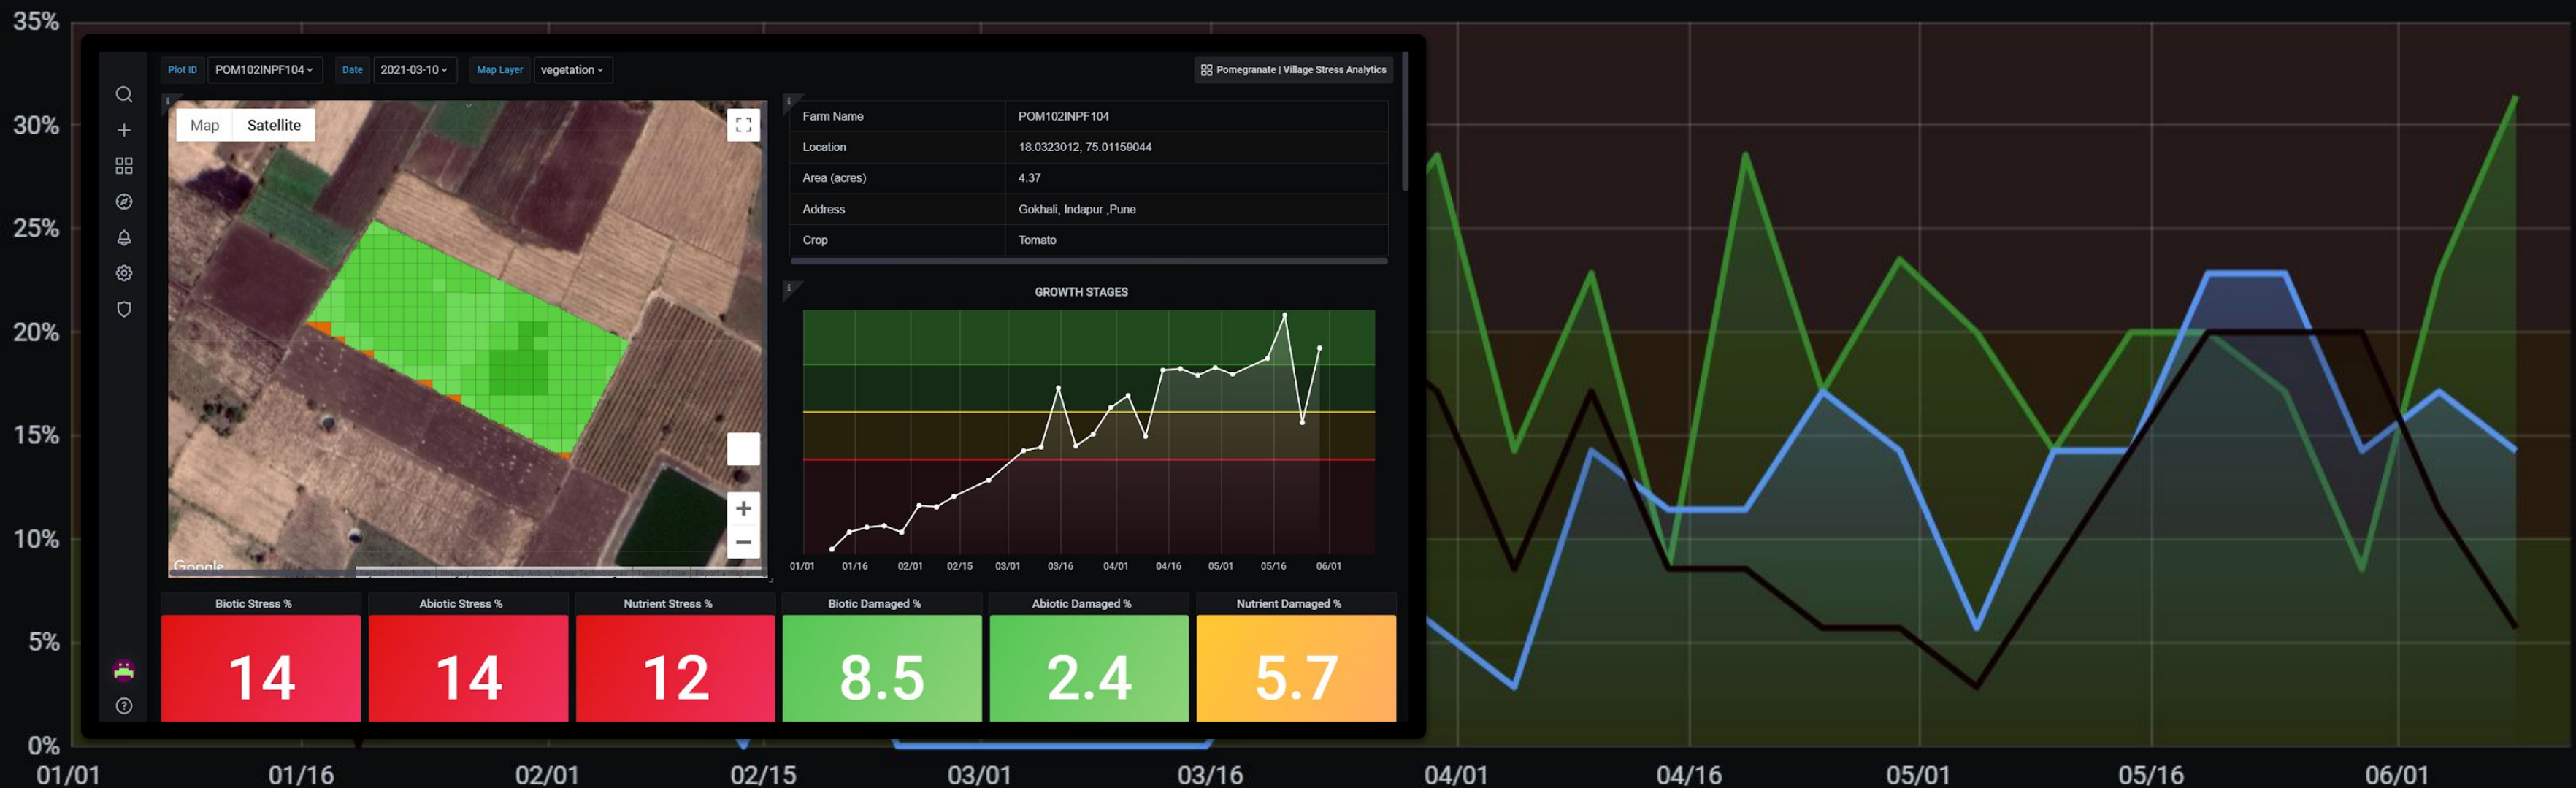 35%
30%
25%
20%
15%
10%
5%
0%
01/01 01/16 02/01 02/15 03/01 03/16 04/01 04/16 05/01 05/16 06/01
Plot ID POM102INPF104 Date 2021-03-10 Map Layer vegetation
Pomegranate | Village Stress Analytics
Map Satellite
Google
Farm Name POM102INPF104
Location 18.0323012, 75.01159044
Area (acres) 4.37
Address Gokhali, Indapur ,Pune
Crop Tomato
GROWTH STAGES
01/01 01/16 02/01 02/15 03/01 03/16 04/01 04/16 05/01 05/16 06/01
Biotic Stress % Abiotic Stress % Nutrient Stress % Biotic Damaged % Abiotic Damaged % Nutrient Damaged %
14 14 12 8.5 2.4 5.7